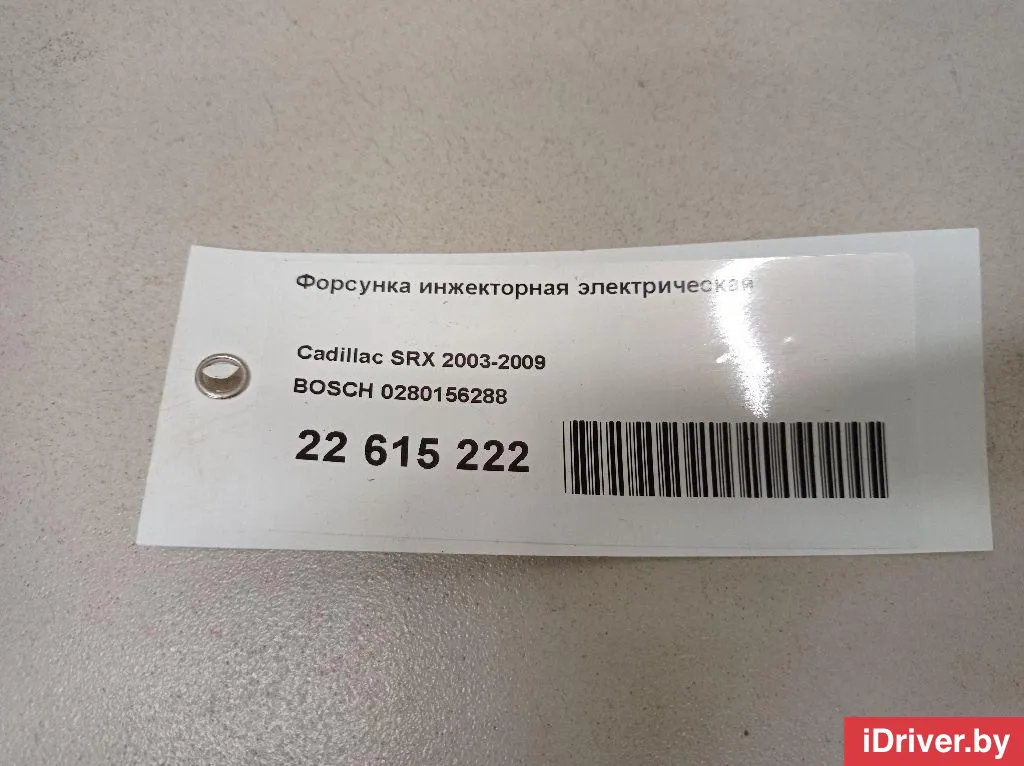 Форсунка инжекторная электрическая
Cadillac SRX 2003-2009
BOSCH 0280156288
22 615 222
iDriver.by